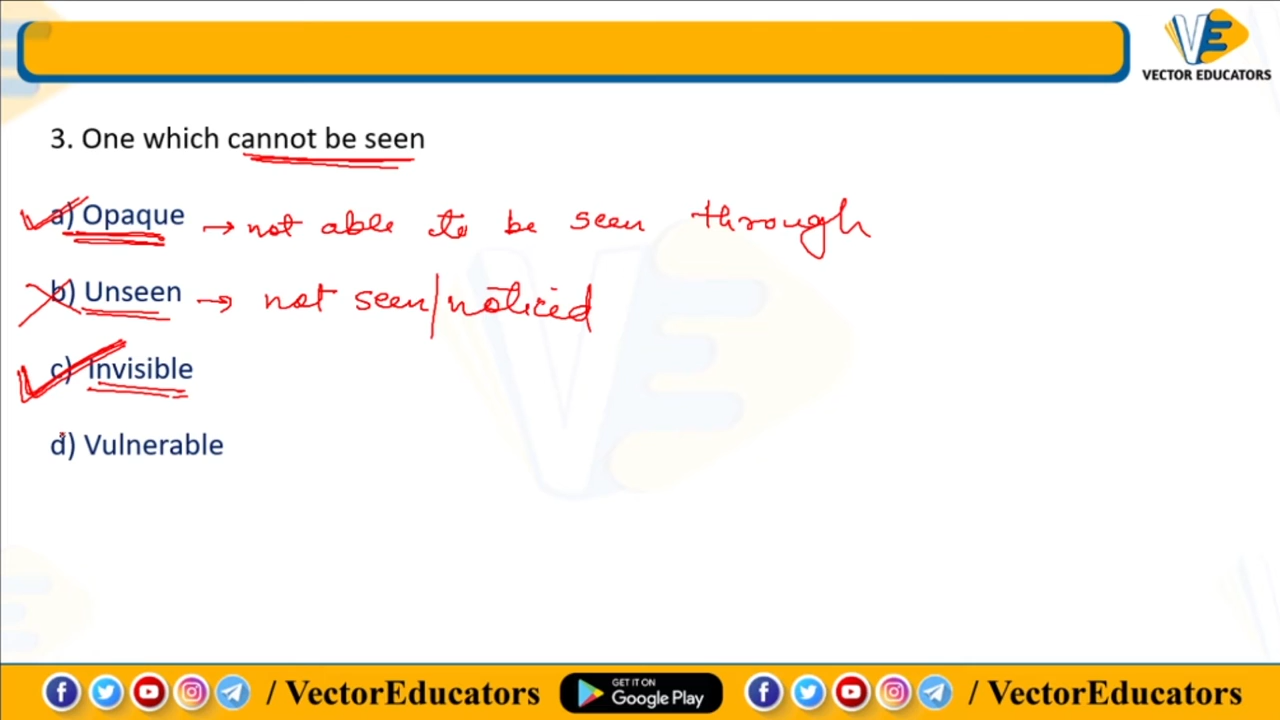 VECTOR EDUCATORS
3. One which cannot be seen
a) Opaque → not able to be seen through
b) Unseen → not seen/noticed
c) Invisible
d) Vulnerable
/ VectorEducators GET IT ON Google Play / VectorEducators